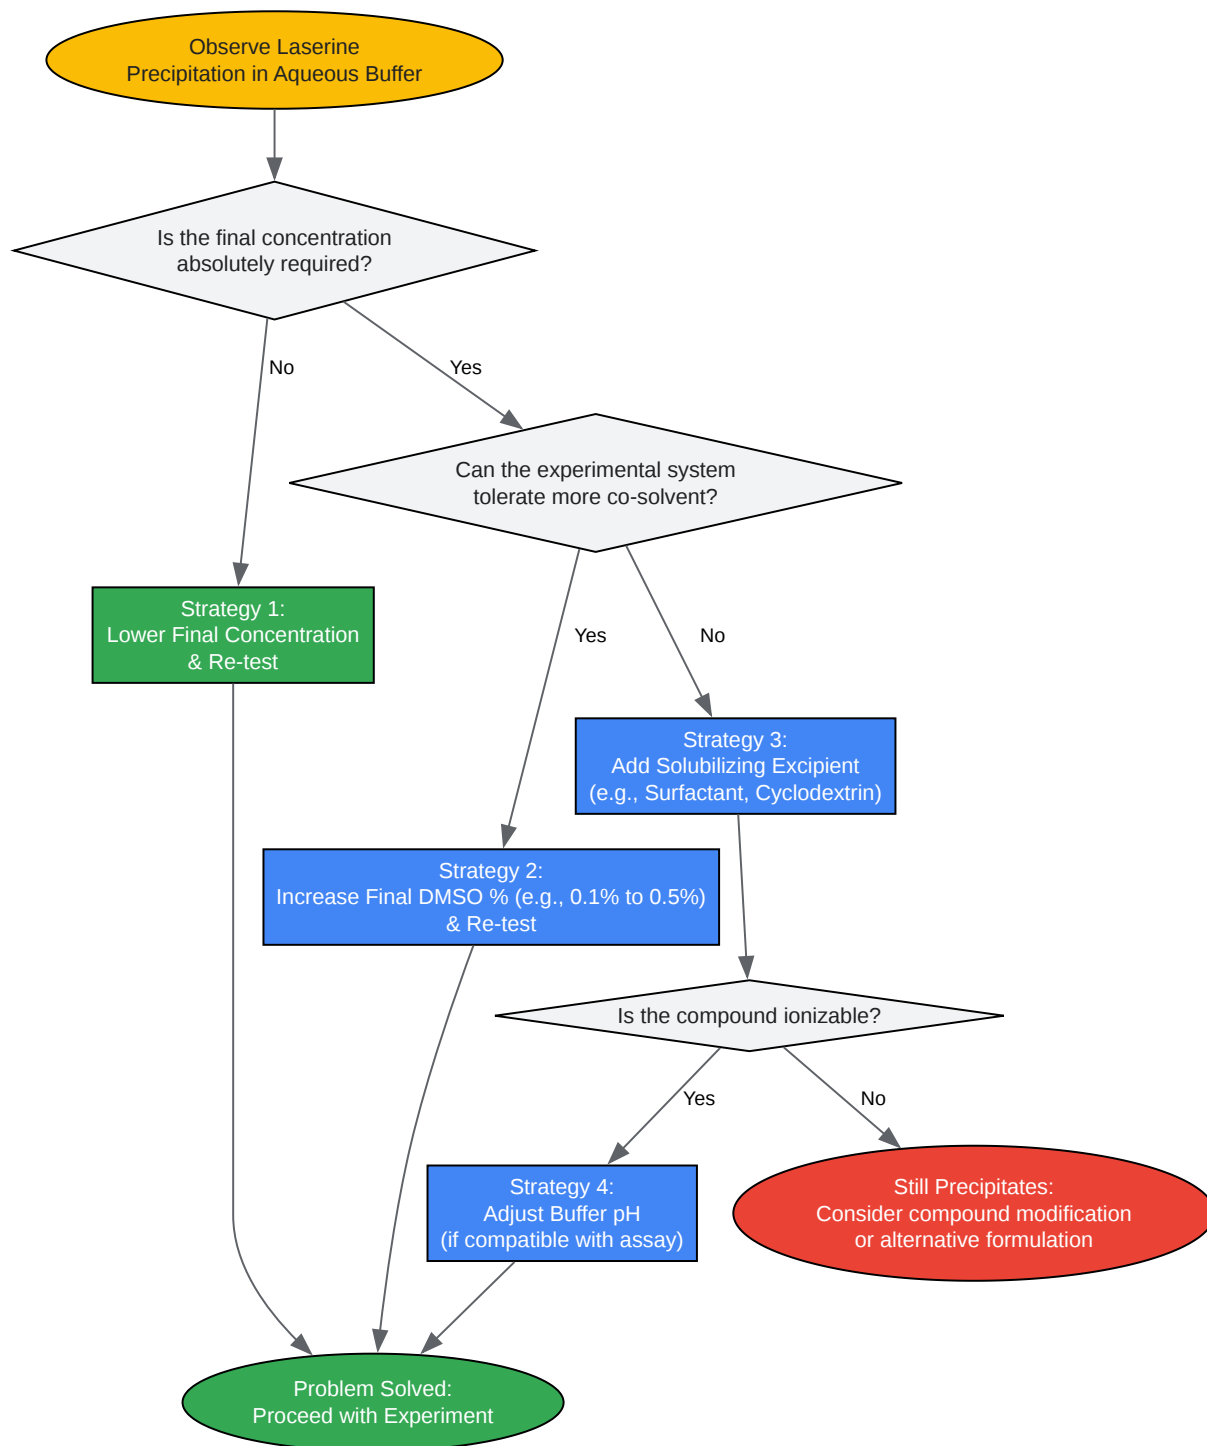 Observe Laserine
Precipitation in Aqueous Buffer
Is the final concentration
absolutely required?
No
Yes
Can the experimental system
tolerate more co-solvent?
Strategy 1:
Lower Final Concentration
& Re-test
Yes
No
Strategy 3:
Add Solubilizing Excipient
(e.g., Surfactant, Cyclodextrin)
Strategy 2:
Increase Final DMSO % (e.g., 0.1% to 0.5%)
& Re-test
Is the compound ionizable?
Yes
No
Strategy 4:
Adjust Buffer pH
(if compatible with assay)
Still Precipitates:
Consider compound modification
or alternative formulation
Problem Solved:
Proceed with Experiment